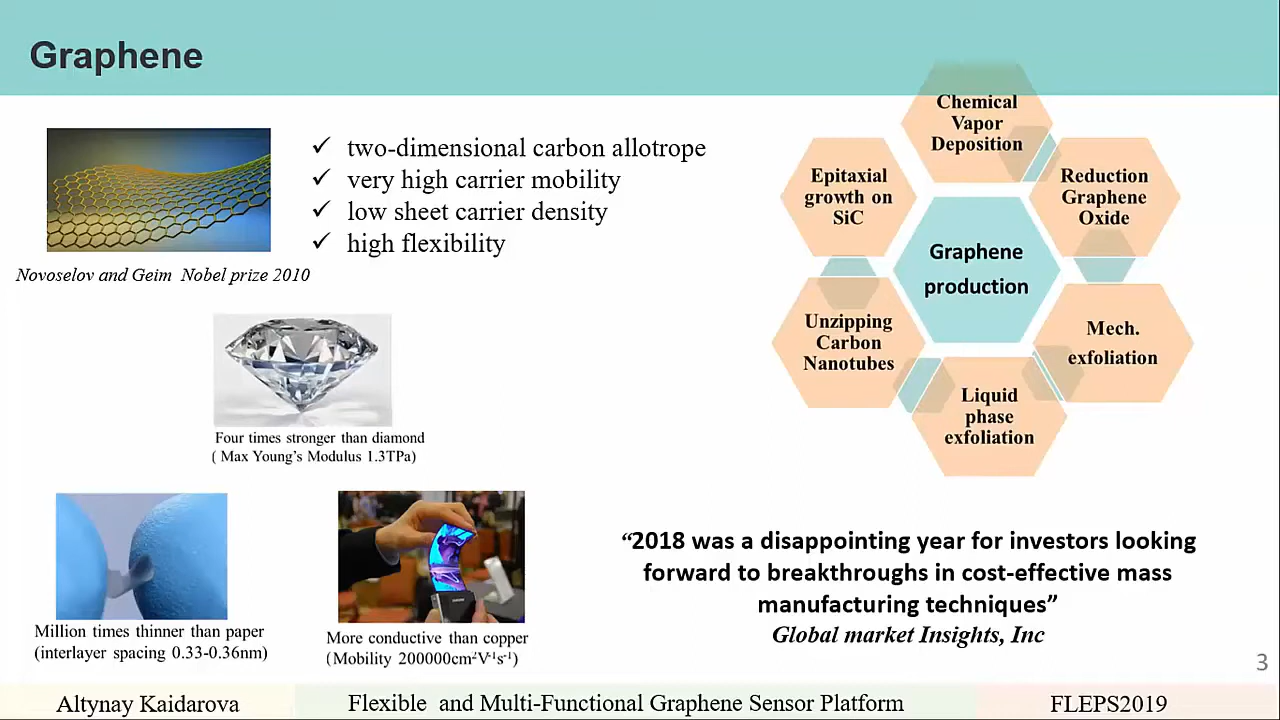 Graphene
✓ two-dimensional carbon allotrope
✓ very high carrier mobility
✓ low sheet carrier density
✓ high flexibility
Novoselov and Geim Nobel prize 2010
Four times stronger than diamond
( Max Young's Modulus 1.3TPa)
Million times thinner than paper
(interlayer spacing 0.33-0.36nm)
More conductive than copper
(Mobility 200000cm²V⁻¹s⁻¹)
Chemical
Vapor
Deposition
Reduction
Graphene
Oxide
Mech.
exfoliation
Liquid
phase
exfoliation
Unzipping
Carbon
Nanotubes
Epitaxial
growth on
SiC
Graphene
production
“2018 was a disappointing year for investors looking
forward to breakthroughs in cost-effective mass
manufacturing techniques”
Global market Insights, Inc
3
Altynay Kaidarova
Flexible and Multi-Functional Graphene Sensor Platform
FLEPS2019